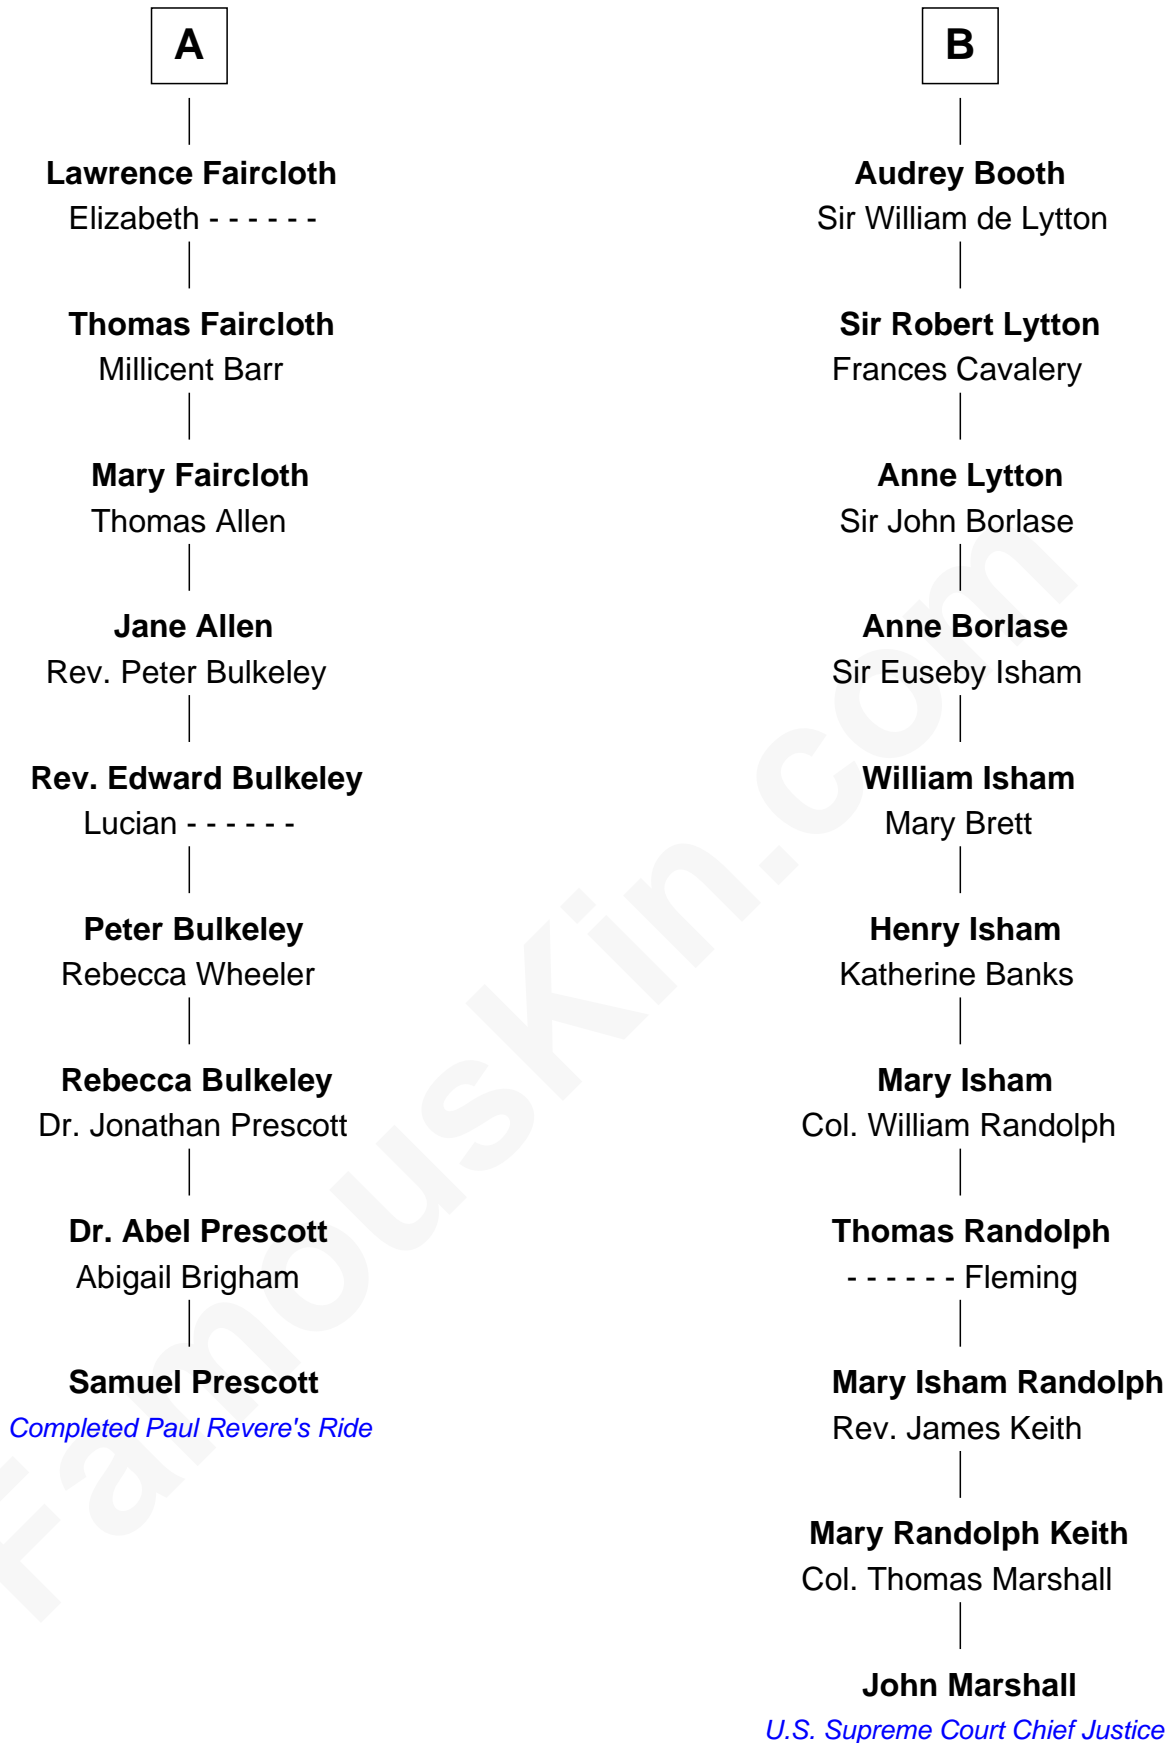 A
Lawrence Faircloth
Elizabeth - - - - - -
Thomas Faircloth
Millicent Barr
Mary Faircloth
Thomas Allen
Jane Allen
Rev. Peter Bulkeley
Rev. Edward Bulkeley
Lucian - - - - - -
Peter Bulkeley
Rebecca Wheeler
Rebecca Bulkeley
Dr. Jonathan Prescott
Dr. Abel Prescott
Abigail Brigham
Samuel Prescott
Completed Paul Revere's Ride
B
Audrey Booth
Sir William de Lytton
Sir Robert Lytton
Frances Cavalery
Anne Lytton
Sir John Borlase
Anne Borlase
Sir Euseby Isham
William Isham
Mary Brett
Henry Isham
Katherine Banks
Mary Isham
Col. William Randolph
Thomas Randolph
- - - - - - Fleming
Mary Isham Randolph
Rev. James Keith
Mary Randolph Keith
Col. Thomas Marshall
John Marshall
U.S. Supreme Court Chief Justice
FamousKin.com